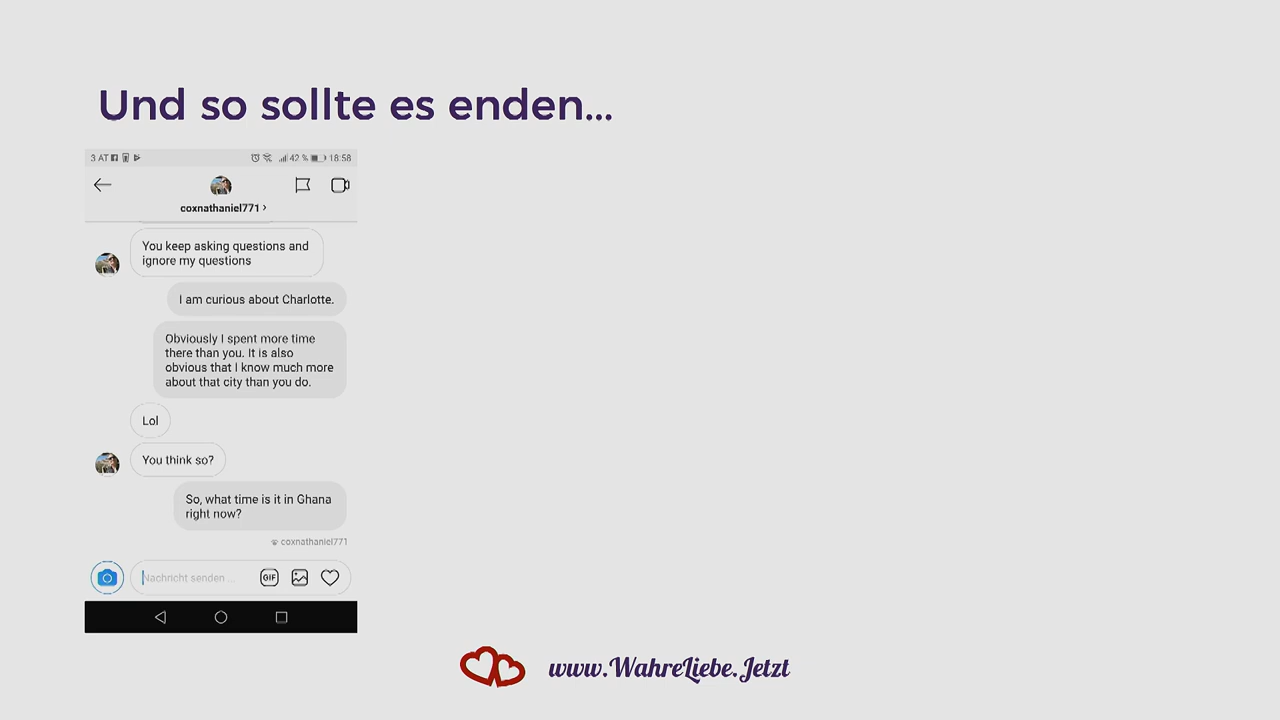 Und so sollte es enden...
3 AT 42 % 18:58
coxnathaniel771 >
You keep asking questions and
ignore my questions
I am curious about Charlotte.
Obviously I spent more time
there than you. It is also
obvious that I know much more
about that city than you do.
Lol
You think so?
So, what time is it in Ghana
right now?
coxnathaniel771
Nachricht senden ... GIF
www.WahreLiebe.Jetzt